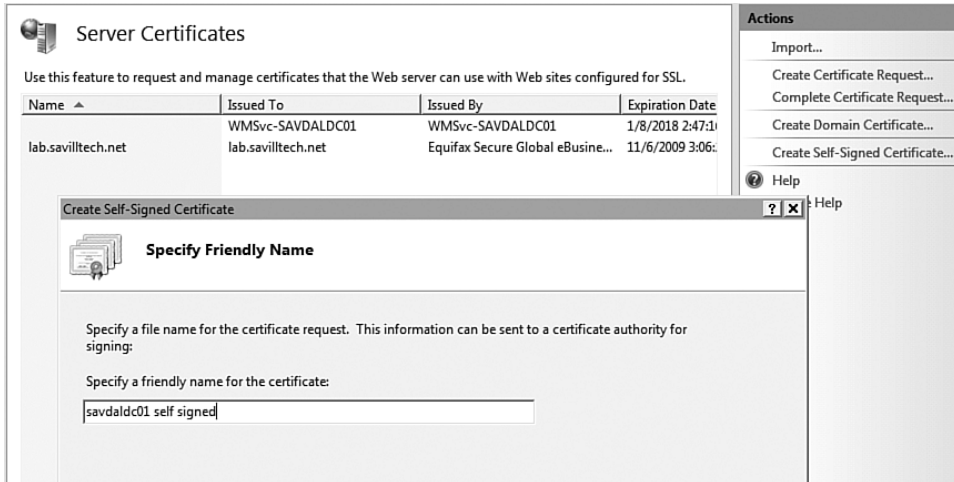 Server Certificates
Use this feature to request and manage certificates that the Web server can use with Web sites configured for SSL.
Name Issued To Issued By Expiration Date
WMSvc-SAVDALDC01 WMSvc-SAVDALDC01 1/8/2018 2:47:1
lab.savilltech.net lab.savilltech.net Equifax Secure Global eBusine... 11/6/2009 3:06:
Actions
Import...
Create Certificate Request...
Complete Certificate Request...
Create Domain Certificate...
Create Self-Signed Certificate...
Help
Help
Create Self-Signed Certificate
Specify Friendly Name
Specify a file name for the certificate request. This information can be sent to a certificate authority for
signing:
Specify a friendly name for the certificate:
savdaldc01 self signed